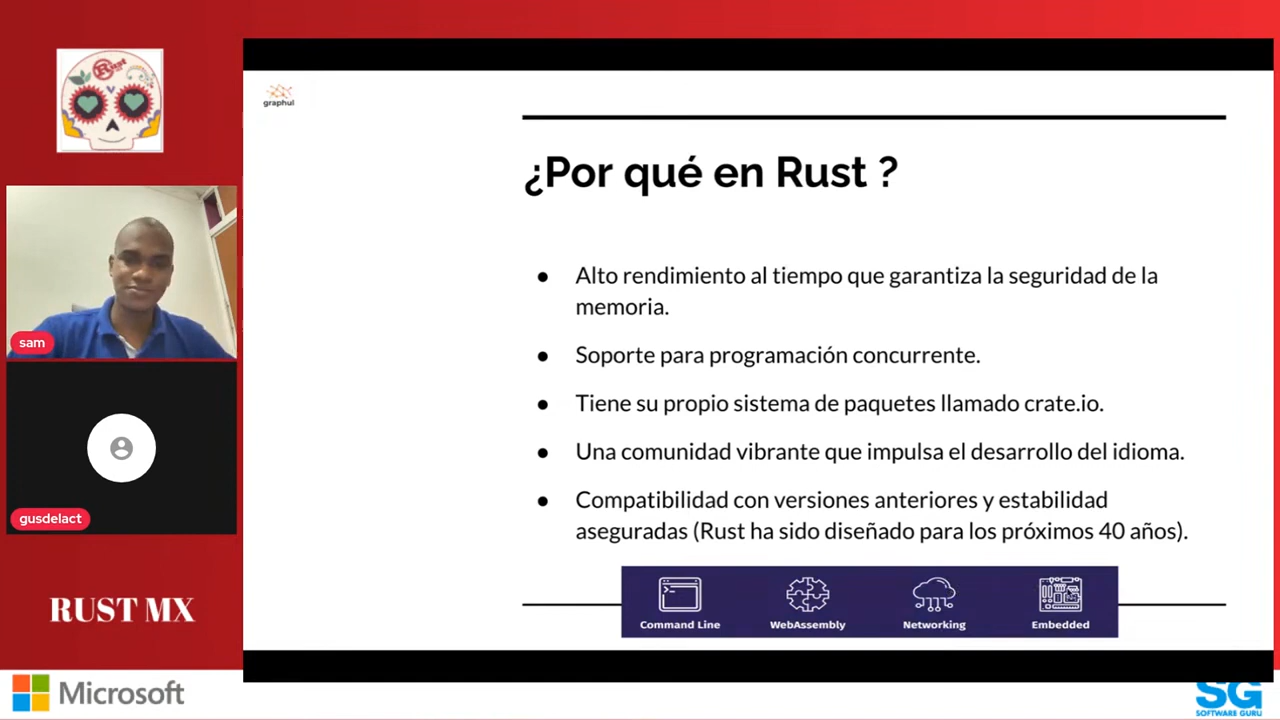 Rust
sam
gusdelact
RUST MX
Microsoft
graphul
¿Por qué en Rust ?
● Alto rendimiento al tiempo que garantiza la seguridad de la
memoria.
● Soporte para programación concurrente.
● Tiene su propio sistema de paquetes llamado crate.io.
● Una comunidad vibrante que impulsa el desarrollo del idioma.
● Compatibilidad con versiones anteriores y estabilidad
aseguradas (Rust ha sido diseñado para los próximos 40 años).
Command Line
WebAssembly
Networking
Embedded
SG
SOFTWARE GURU